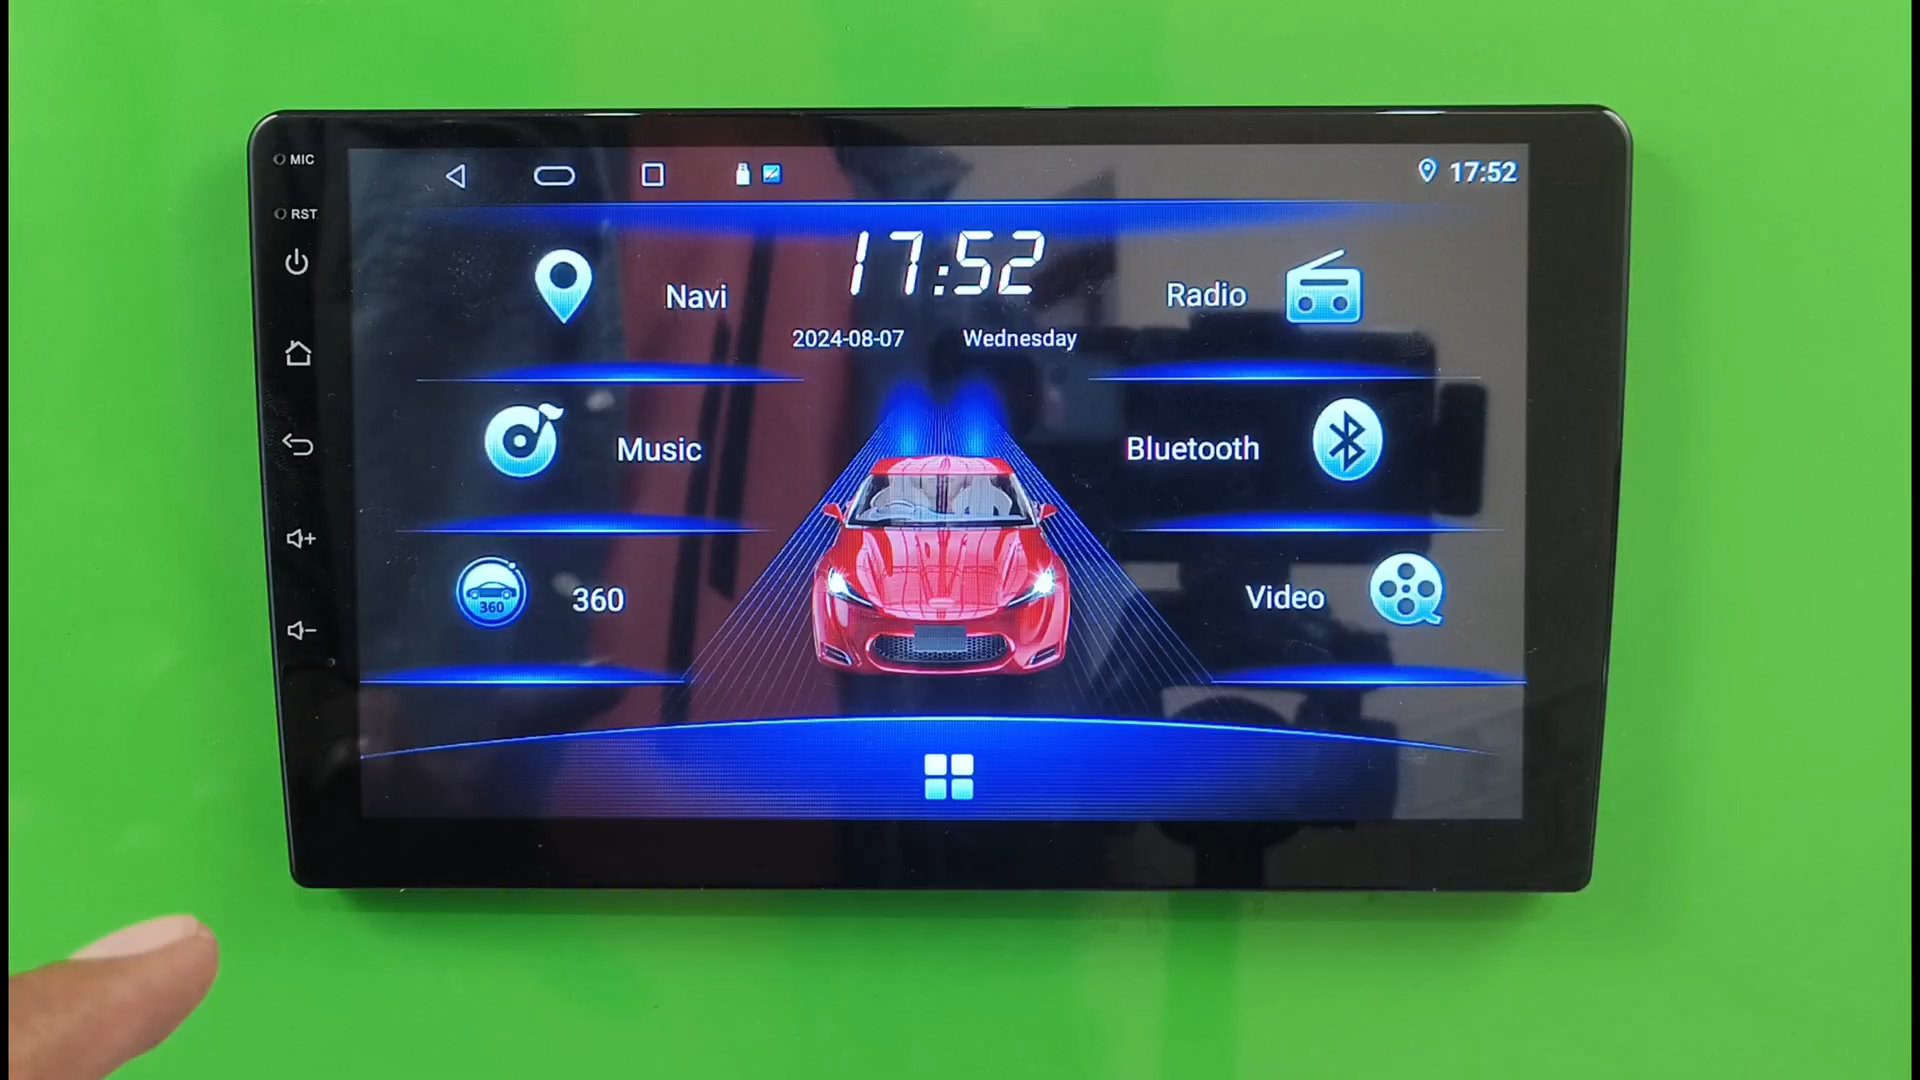 MIC
RST
17:52
17:52
2024-08-07 Wednesday
Navi
Radio
Music
Bluetooth
360
360
Video